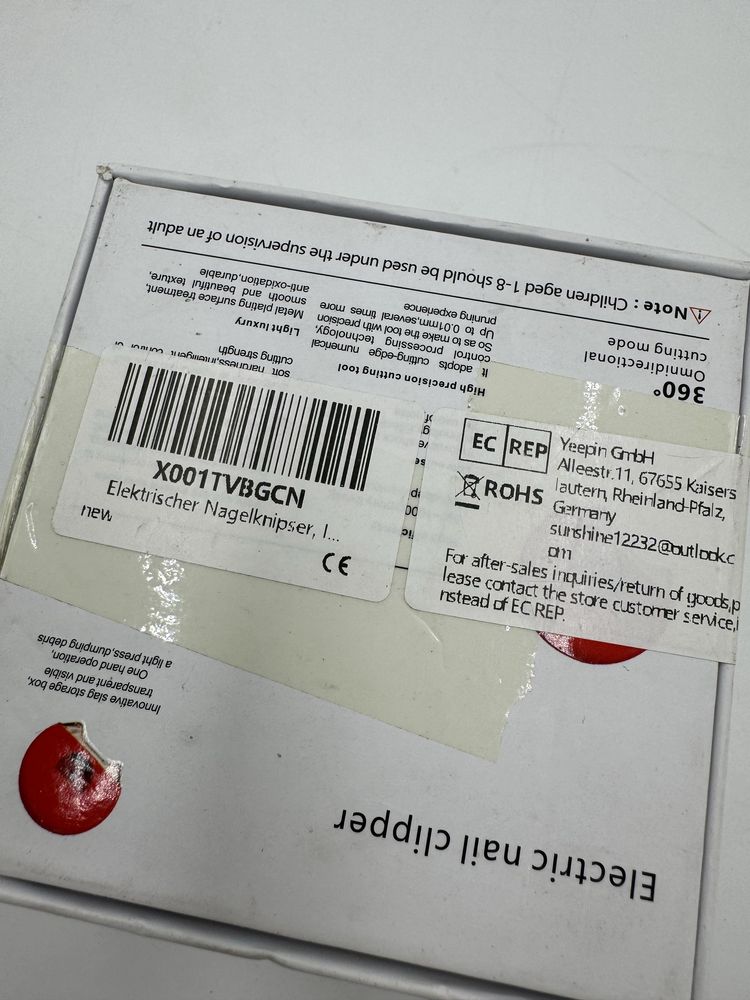 X001TVBGCN
Elektrischer Nagelknipser, I...
new
CE
EC REP
ROHS
Yeepin GmbH
Alleestr.11, 67655 Kaisers
lautern, Rheinland-Pfalz,
Germany
sunshine12232@outlook.c
om
For after-sales inquiries/return of goods,p
lease contact the store customer service,i
nstead of EC REP.
Electric nail clipper
Innovative slag storage box,
transparent and visible
One hand operation,
a light press,dumping debris
360°
Omnidirectional
cutting mode
High precision cutting tool
It adopts cutting-edge numerical
control processing technology,
So as to make the tool with precision
Up to 0.01mm,several times more
pruning experience
soft hardness,intelligent control of
cutting strength
Light luxury
Metal plating surface treatment,
smooth and beautiful texture,
anti-oxidation,durable
Note : Children aged 1-8 should be used under the supervision of an adult